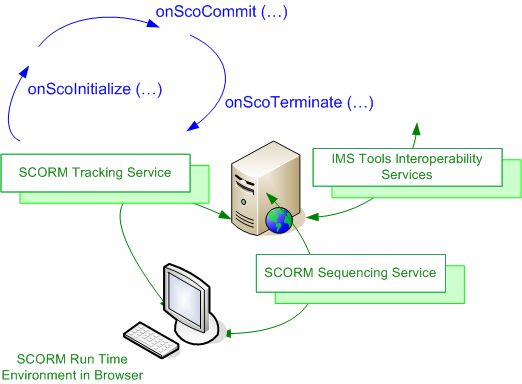 onScoCommit (…)
onScoInitialize (…)
onScoTerminate (…)
SCORM Tracking Service
IMS Tools Interoperability
Services
SCORM Sequencing Service
SCORM Run Time
Environment in Browser